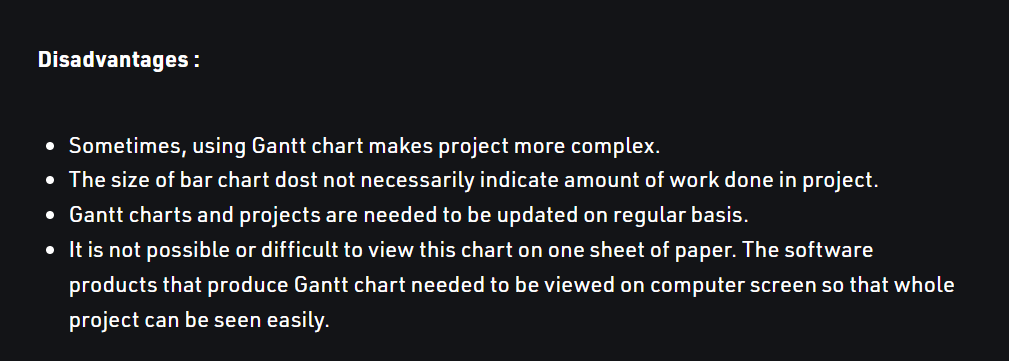 Disadvantages :
Sometimes, using Gantt chart makes project more complex.
The size of bar chart dost not necessarily indicate amount of work done in project.
Gantt charts and projects are needed to be updated on regular basis.
It is not possible or difficult to view this chart on one sheet of paper. The software
products that produce Gantt chart needed to be viewed on computer screen so that whole
project can be seen easily.